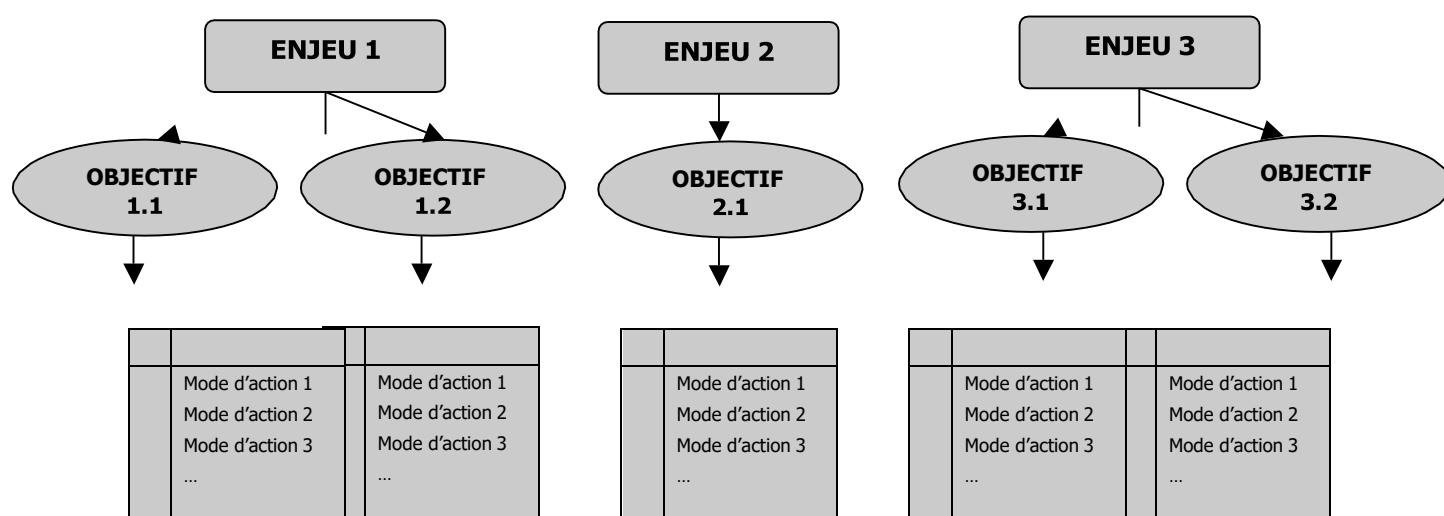 ENJEU 1
ENJEU 2
ENJEU 3
OBJECTIF
1.1
OBJECTIF
1.2
OBJECTIF
2.1
OBJECTIF
3.1
OBJECTIF
3.2
Mode d’action 1
Mode d’action 2
Mode d’action 3
…
Mode d’action 1
Mode d’action 2
Mode d’action 3
…
Mode d’action 1
Mode d’action 2
Mode d’action 3
…
Mode d’action 1
Mode d’action 2
Mode d’action 3
…
Mode d’action 1
Mode d’action 2
Mode d’action 3
…